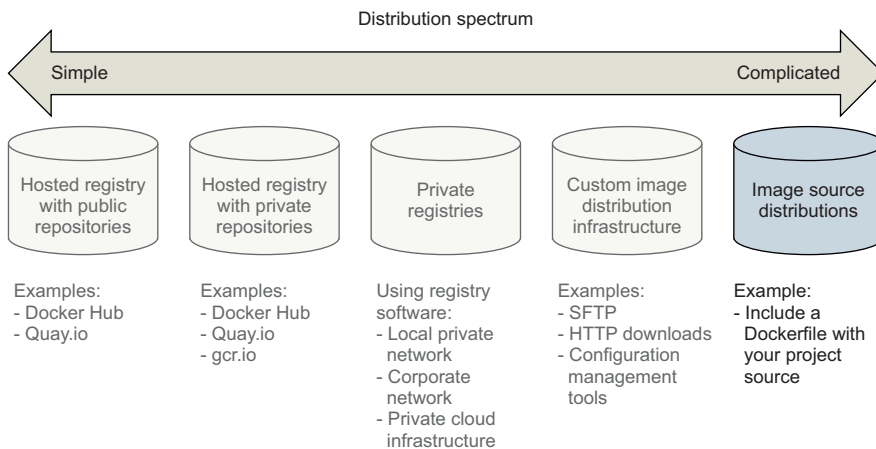 Distribution spectrum
Simple
Complicated
Hosted registry
with public
repositories
Hosted registry
with private
repositories
Private
registries
Custom image
distribution
infrastructure
Image source
distributions
Examples:
- Docker Hub
- Quay.io
Examples:
- Docker Hub
- Quay.io
- gcr.io
Using registry
software:
- Local private
network
- Corporate
network
- Private cloud
infrastructure
Examples:
- SFTP
- HTTP downloads
- Configuration
management
tools
Example:
- Include a
Dockerfile with
your project
source